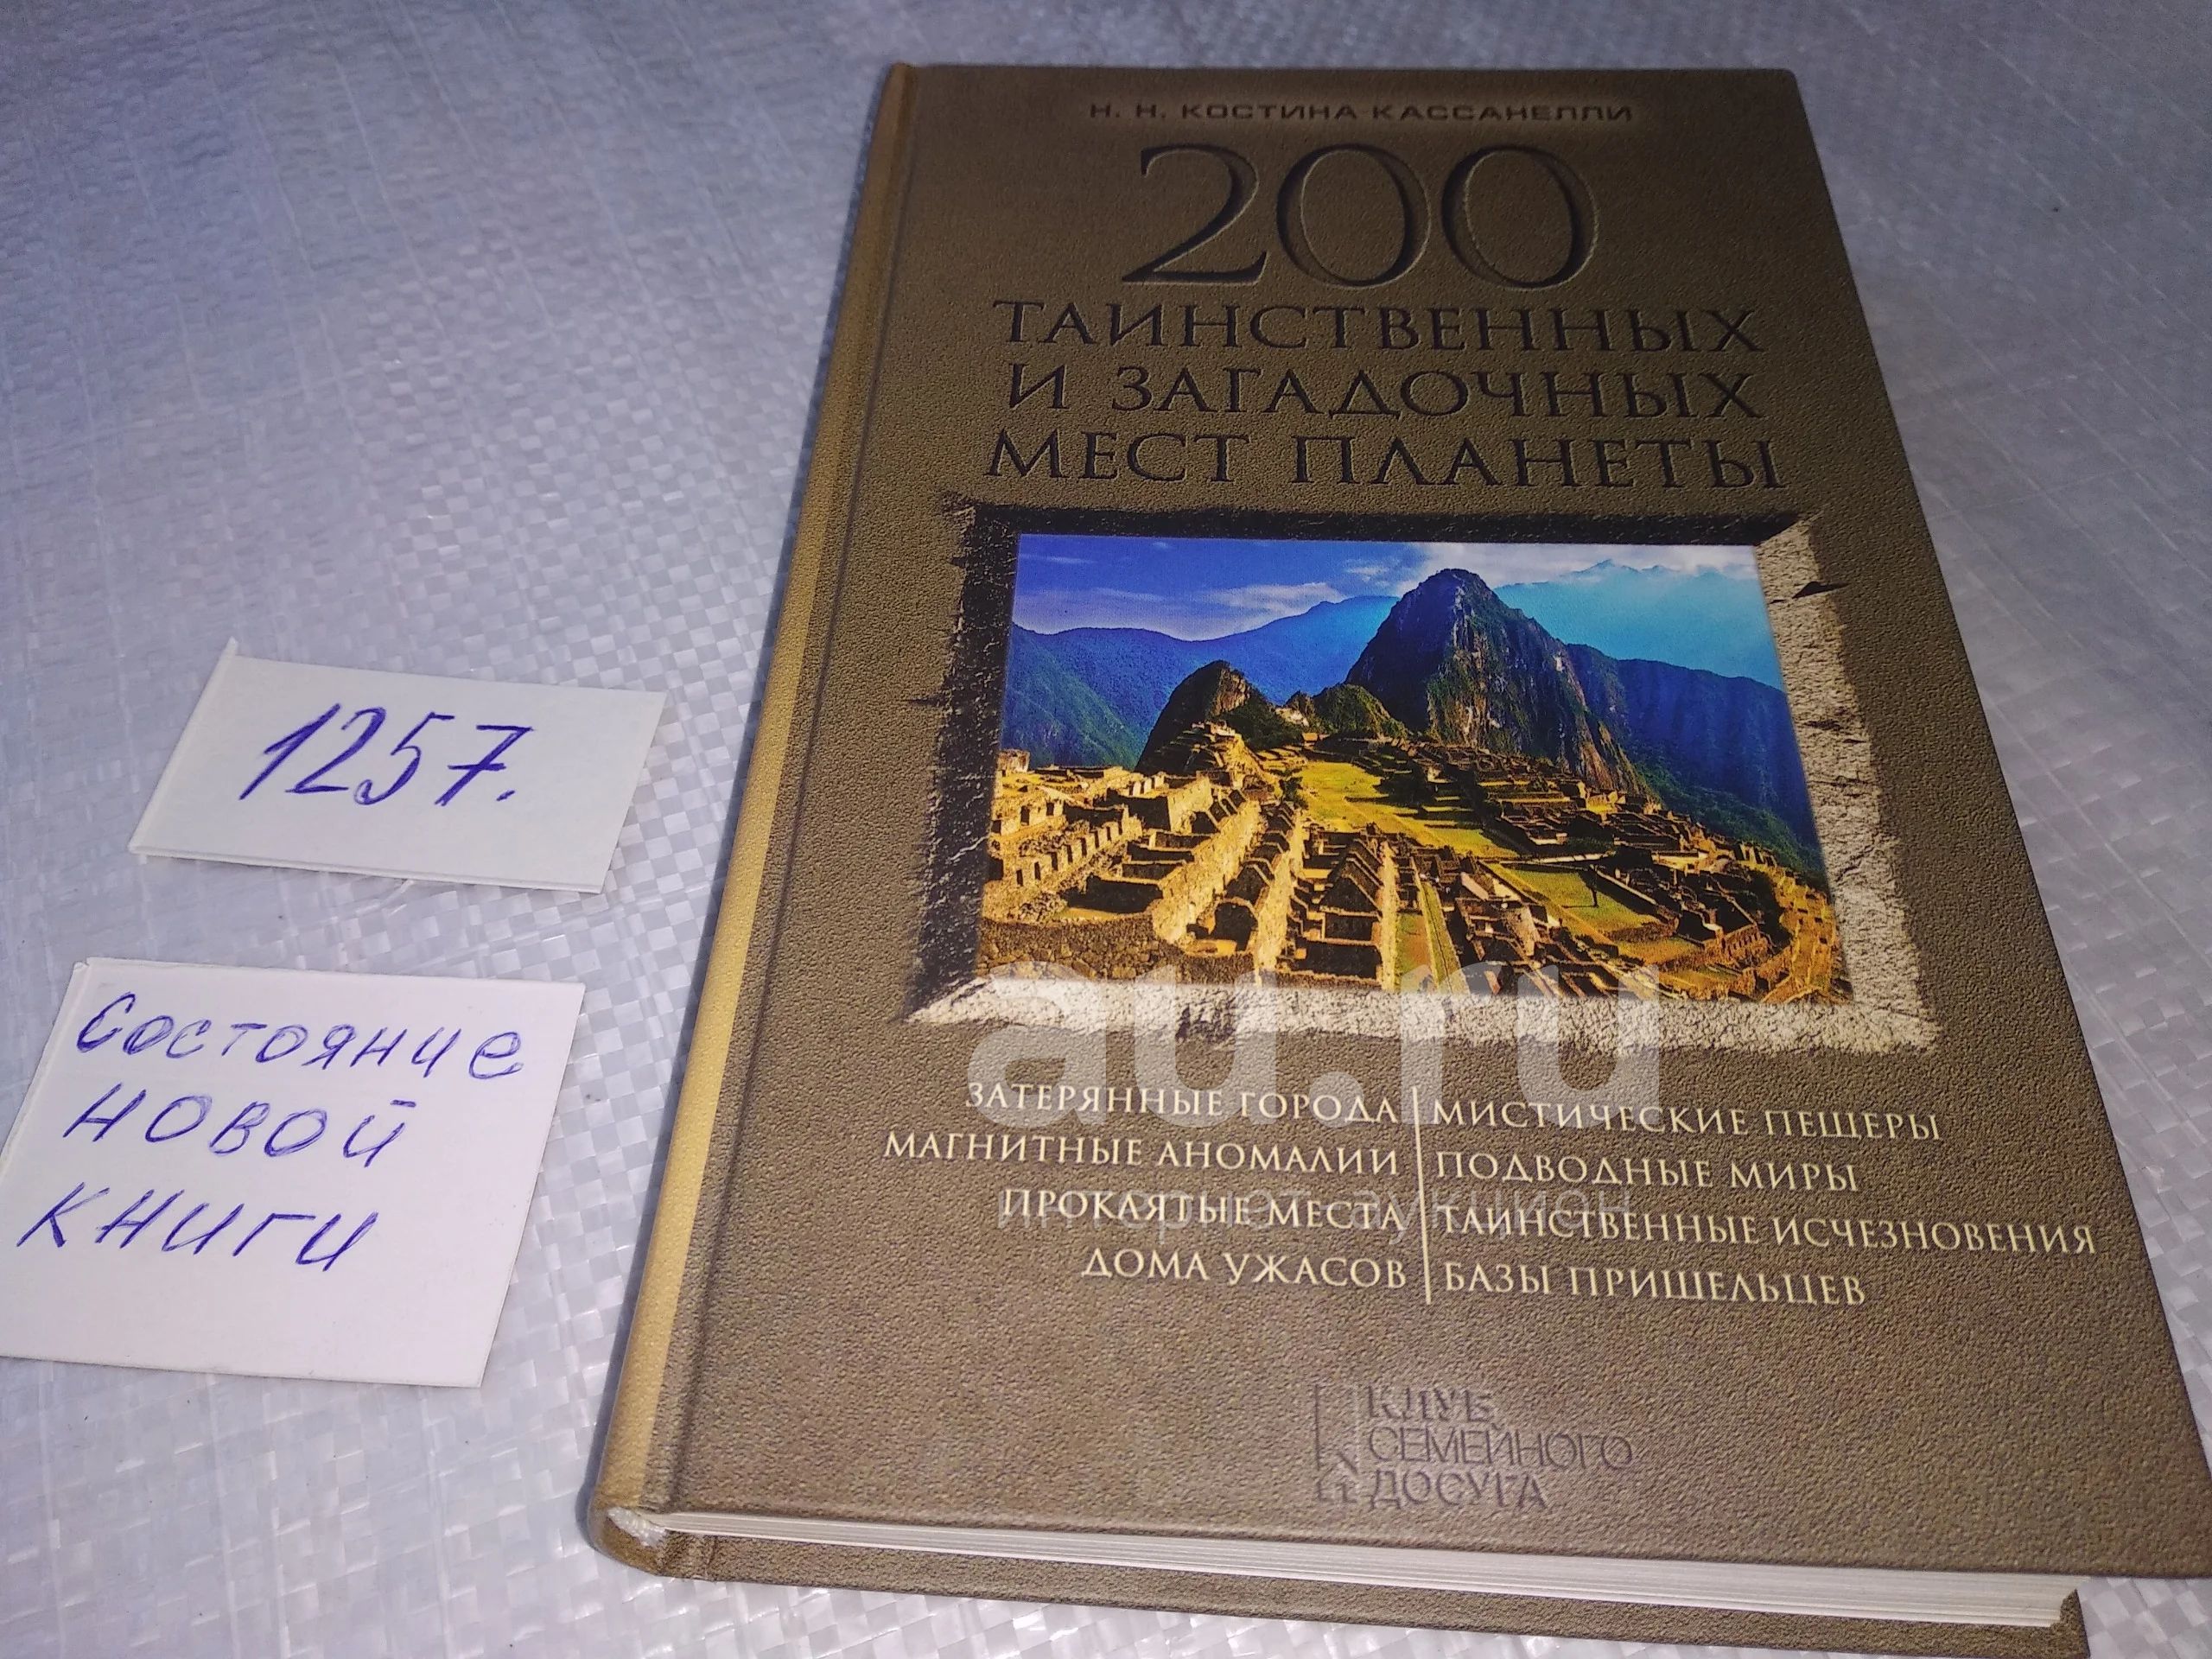 Н. Н. КОСТИНА-КАССАНЕЛЛИ
200
ТАИНСТВЕННЫХ
И ЗАГАДОЧНЫХ
МЕСТ ПЛАНЕТЫ
1257.
Состояние
новой
книги
au.ru
интернет аукцион
ЗАТЕРЯННЫЕ ГОРОДА
МАГНИТНЫЕ АНОМАЛИИ
ПРОКЛЯТЫЕ МЕСТА
ДОМА УЖАСОВ
МИСТИЧЕСКИЕ ПЕЩЕРЫ
ПОДВОДНЫЕ МИРЫ
ТАИНСТВЕННЫЕ ИСЧЕЗНОВЕНИЯ
БАЗЫ ПРИШЕЛЬЦЕВ
КЛУБ
СЕМЕЙНОГО
ДОСУГА